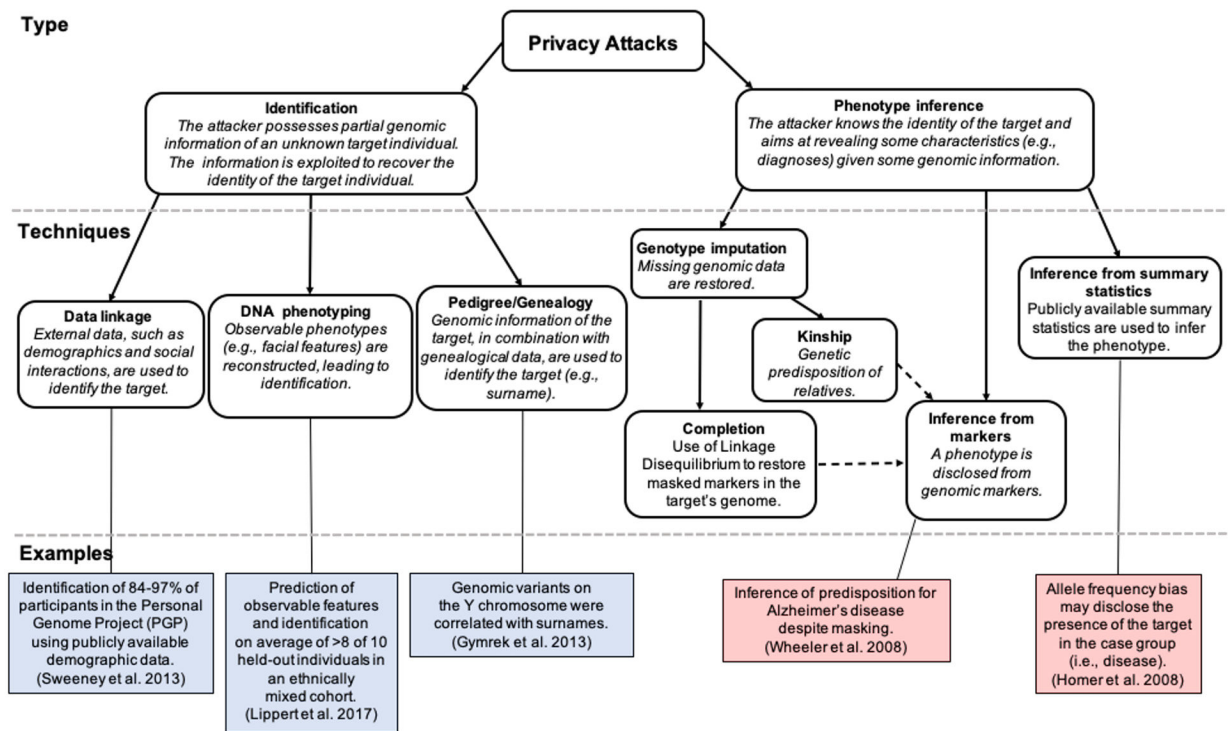 Type
Privacy Attacks
Identification
The attacker possesses partial genomic
information of an unknown target individual.
The information is exploited to recover the
identity of the target individual.
Phenotype inference
The attacker knows the identity of the target and
aims at revealing some characteristics (e.g.,
diagnoses) given some genomic information.
Techniques
Data linkage
External data, such as
demographics and social
interactions, are used to
identify the target.
DNA phenotyping
Observable phenotypes
(e.g., facial features) are
reconstructed, leading to
identification.
Pedigree/Genealogy
Genomic information of the
target, in combination with
genealogical data, are used to
identify the target (e.g.,
surname).
Genotype imputation
Missing genomic data
are restored.
Kinship
Genetic
predisposition of
relatives.
Completion
Use of Linkage
Disequilibrium to restore
masked markers in the
target's genome.
Inference from
markers
A phenotype is
disclosed from
genomic markers.
Inference from summary
statistics
Publicly available summary
statistics are used to infer
the phenotype.
Examples
Identification of 84-97% of
participants in the Personal
Genome Project (PGP)
using publicly available
demographic data.
(Sweeney et al. 2013)
Prediction of
observable features
and identification
on average of >8 of 10
held-out individuals in
an ethnically
mixed cohort.
(Lippert et al. 2017)
Genomic variants on
the Y chromosome were
correlated with surnames.
(Gymrek et al. 2013)
Inference of predisposition for
Alzheimer's disease
despite masking.
(Wheeler et al. 2008)
Allele frequency bias
may disclose the
presence of the target
in the case group
(i.e., disease).
(Homer et al. 2008)